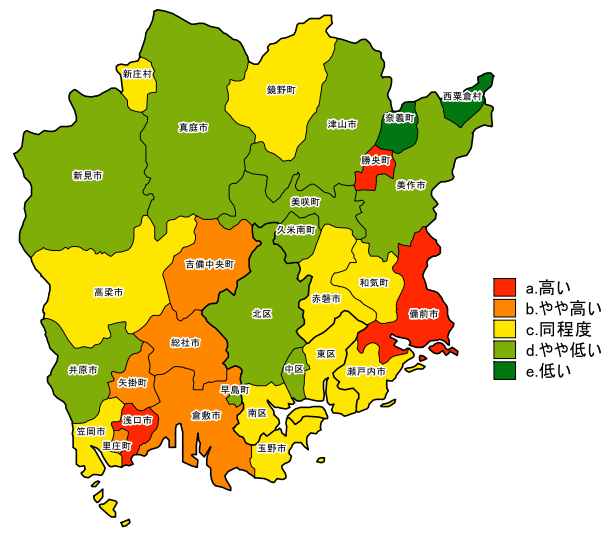 新庄村
鏡野町
西粟倉村
奈義町
津山市
真庭市
勝央町
新見市
美作市
美咲町
久米南町
吉備中央町
高梁市
和気町
赤磐市
北区
備前市
総社市
東区
井原市
中区
瀬戸内市
矢掛町
早島町
浅口市
倉敷市
南区
笠岡市
里庄町
玉野市
a.高い
b.やや高い
c.同程度
d.やや低い
e.低い